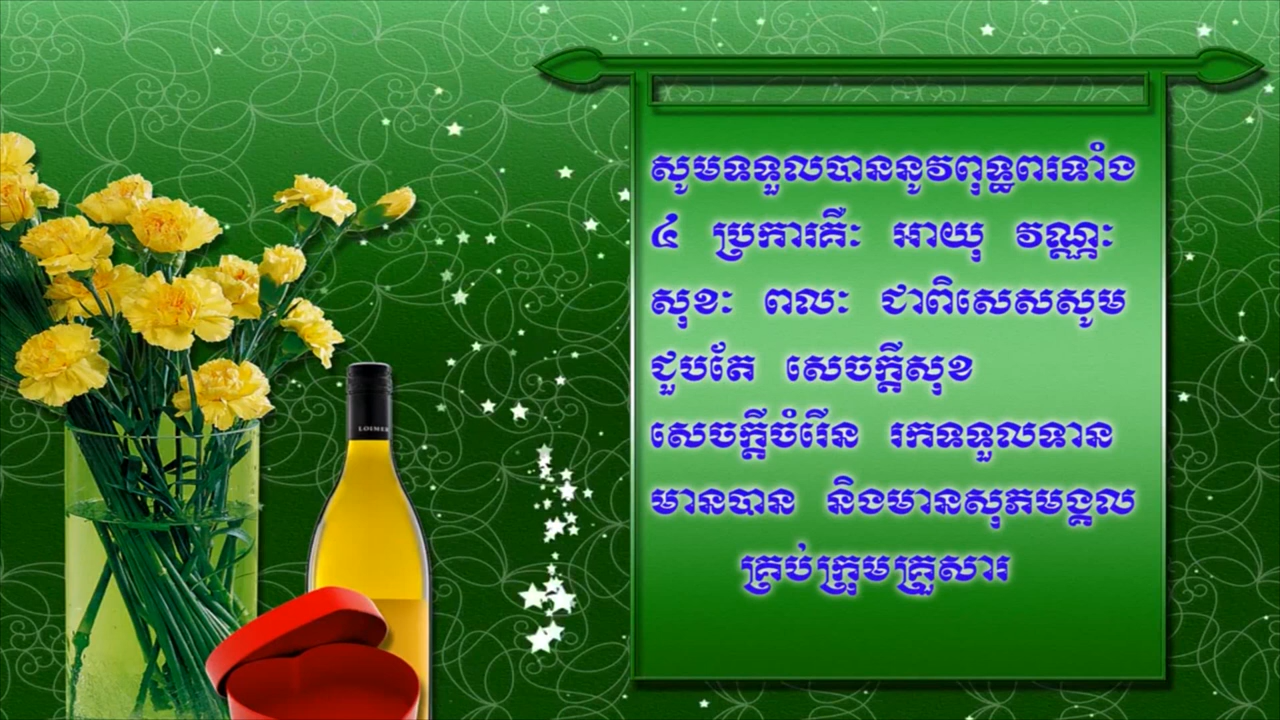 សូមទទួលបាននូវពុទ្ធពរទាំង
៤ ប្រការគឺៈ អាយុ វណ្ណៈ
សុខៈ ពលៈ ជាពិសេសសូម
ជួបតែ សេចក្តីសុខ
សេចក្តីចំរើន រកទទួលទាន
មានបាន និងមានសុភមង្គល
គ្រប់ក្រុមគ្រួសារ
LOIMER